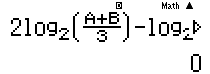 Math ▲
2log₂(A+B/3)-log₂▷
0